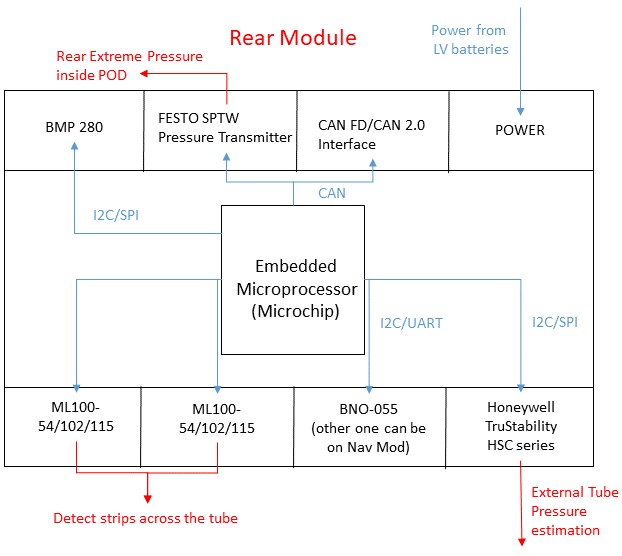 Rear Module
Power from
LV batteries
Rear Extreme Pressure
inside POD
BMP 280
FESTO SPTW
Pressure Transmitter
CAN FD/CAN 2.0
Interface
POWER
CAN
I2C/SPI
Embedded
Microprocessor
(Microchip)
I2C/UART
I2C/SPI
ML100-
54/102/115
ML100-
54/102/115
BNO-055
(other one can be
on Nav Mod)
Honeywell
TruStability
HSC series
Detect strips across the tube
External Tube
Pressure
estimation